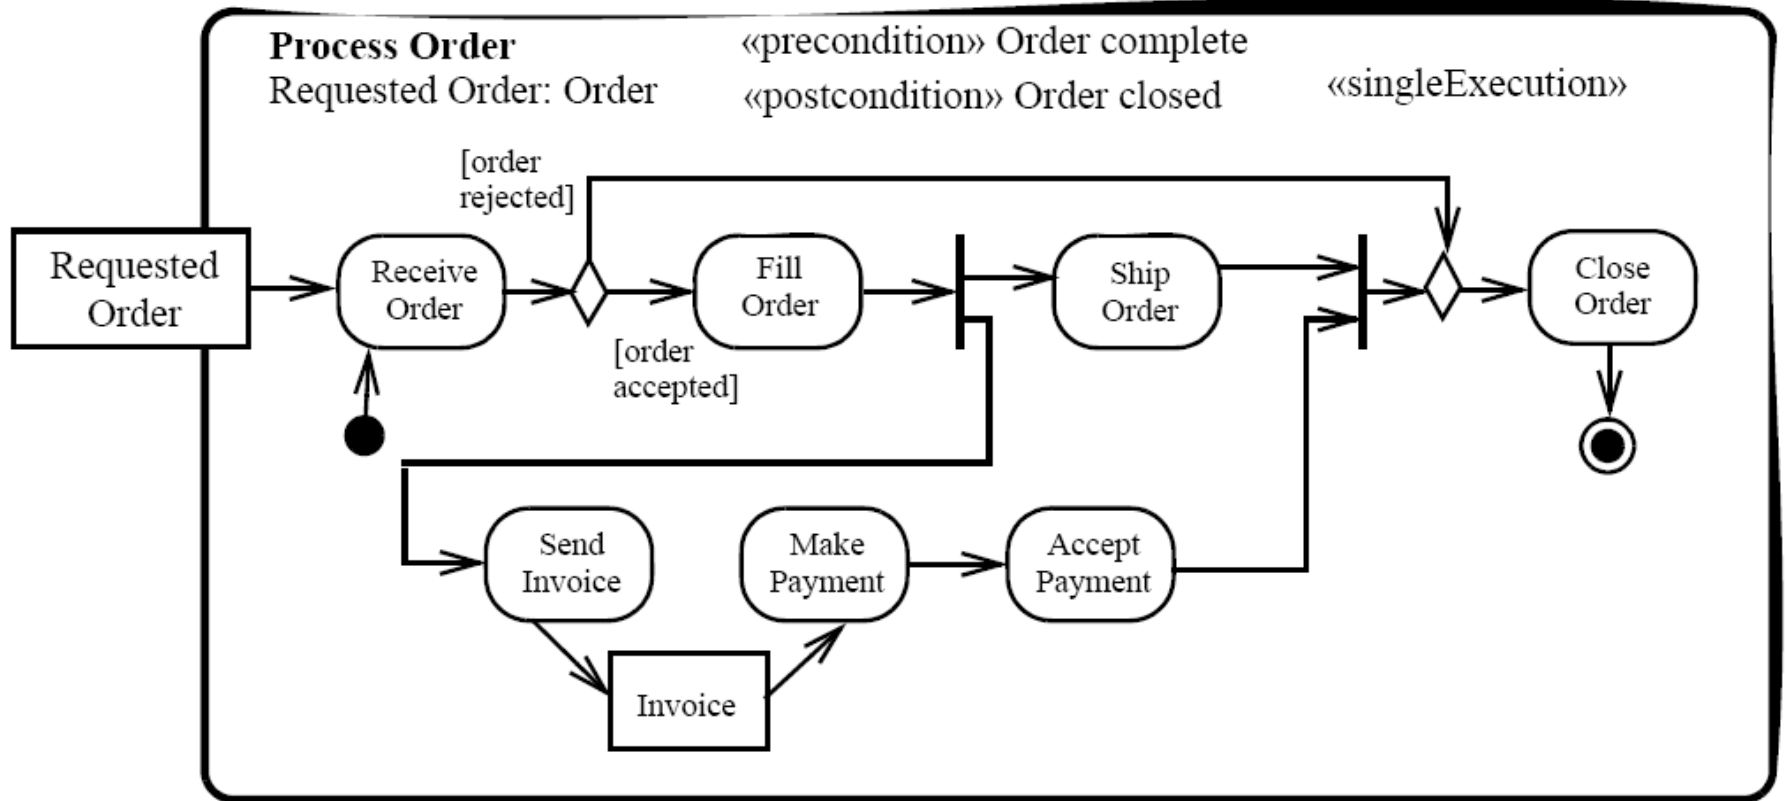 Process Order
Requested Order: Order
«precondition» Order complete
«postcondition» Order closed
«singleExecution»
[order
rejected]
Requested
Order
Receive
Order
Fill
Order
Ship
Order
Close
Order
[order
accepted]
Send
Invoice
Make
Payment
Accept
Payment
Invoice